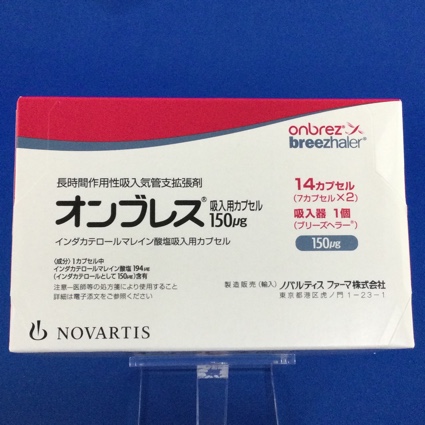 onbrez®
breezhaler®
長時間作用性吸入気管支拡張剤
オンブレス® 吸入用カプセル 150μg
インダカテロールマレイン酸塩吸入用カプセル
14カプセル
(7カプセル×2)
吸入器 1個
(ブリーズヘラー®)
150μg
〈成分〉1カプセル中
インダカテロールマレイン酸塩 194μg
(インダカテロールとして 150μg)含有
注意-医師等の処方箋により使用すること
詳細は電子添文をご参照ください
製造販売(輸入) ノバルティス ファーマ株式会社
東京都港区虎ノ門1-23-1
NOVARTIS